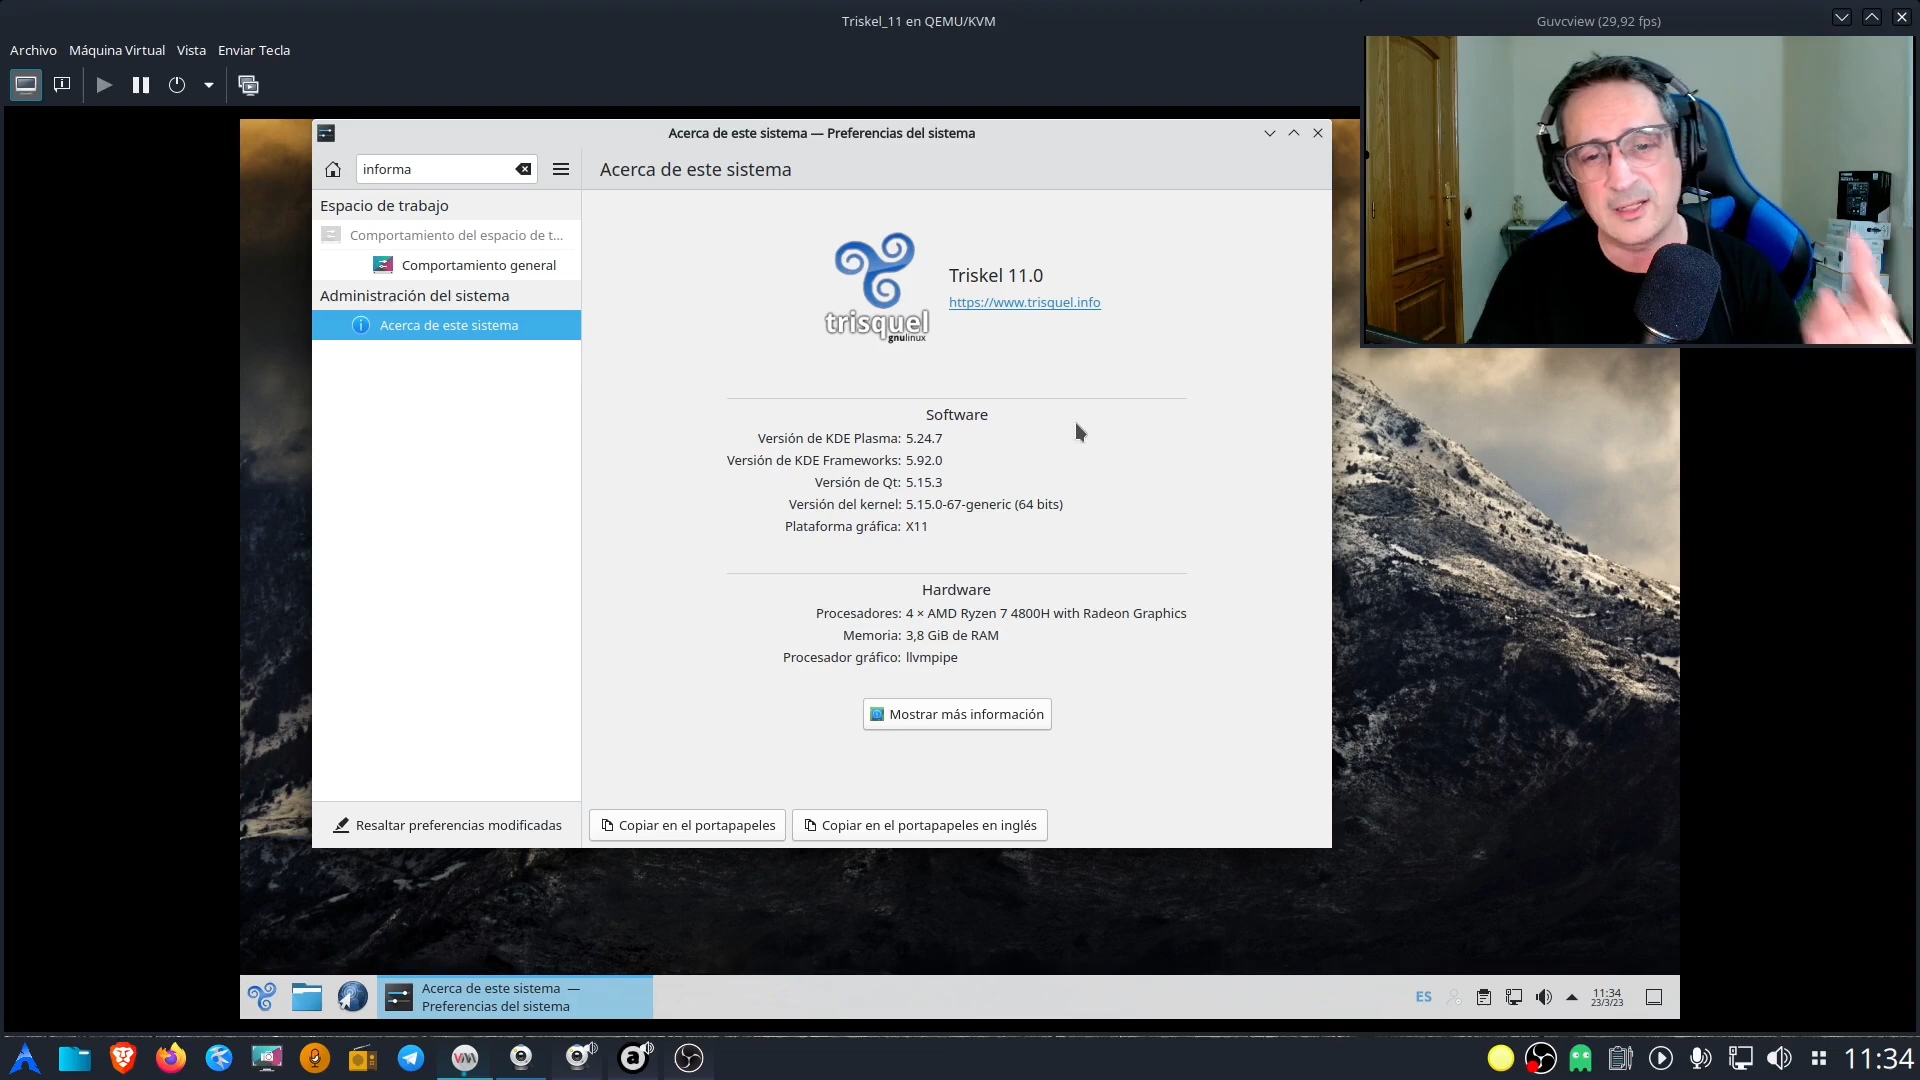 Triskel_11 en QEMU/KVM
Guvcview (29,92 fps)
Archivo Máquina Virtual Vista Enviar Tecla
Acerca de este sistema — Preferencias del sistema
informa
Acerca de este sistema
Espacio de trabajo
Comportamiento del espacio de t...
Comportamiento general
Administración del sistema
Acerca de este sistema
trisquel
gnulinux
Triskel 11.0
https://www.trisquel.info
Software
Versión de KDE Plasma: 5.24.7
Versión de KDE Frameworks: 5.92.0
Versión de Qt: 5.15.3
Versión del kernel: 5.15.0-67-generic (64 bits)
Plataforma gráfica: X11
Hardware
Procesadores: 4 × AMD Ryzen 7 4800H with Radeon Graphics
Memoria: 3,8 GiB de RAM
Procesador gráfico: llvmpipe
Mostrar más información
Resaltar preferencias modificadas
Copiar en el portapapeles
Copiar en el portapapeles en inglés
Acerca de este sistema —
Preferencias del sistema
ES
11:34
23/3/23
11:34